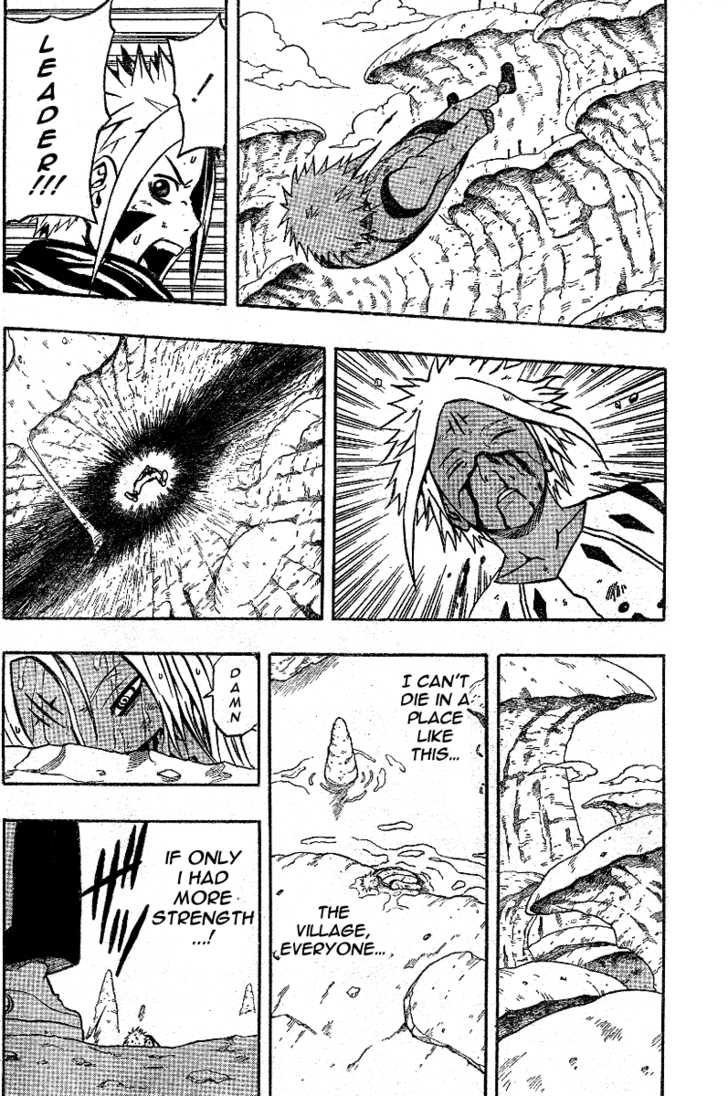 !
LEADER!!!
I CAN'T
DIE IN A
PLACE
LIKE
THIS...
THE
VILLAGE,
EVERYONE...
DAMN
IF ONLY
I HAD
MORE
STRENGTH
...!